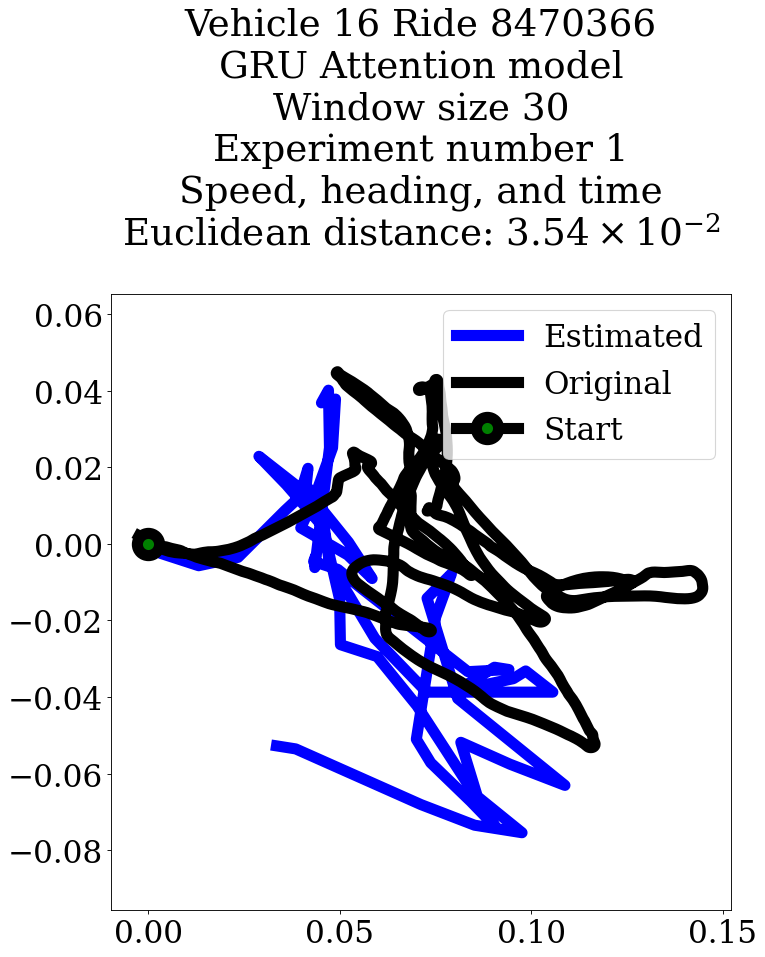 Vehicle 16 Ride 8470366
GRU Attention model
Window size 30
Experiment number 1
Speed, heading, and time
Euclidean distance: 3.54 × 10⁻²
Estimated
Original
Start
0.06
0.04
0.02
0.00
−0.02
−0.04
−0.06
−0.08
0.00 0.05 0.10 0.15